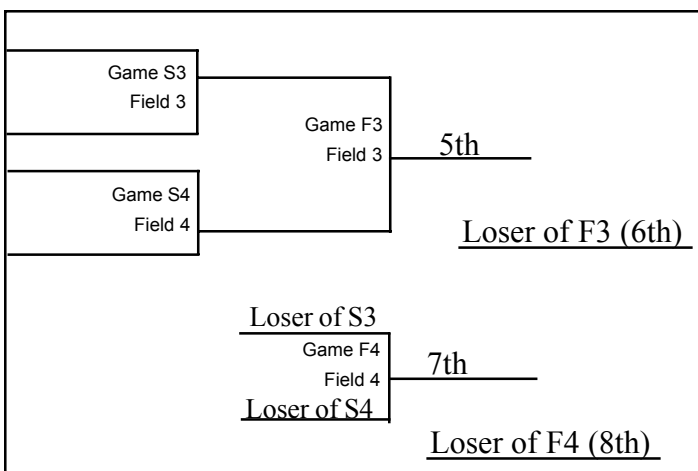 Game S3
Field 3
Game F3
Field 3
5th
Game S4
Field 4
Loser of F3 (6th)
Loser of S3
Game F4
Field 4
7th
Loser of S4
Loser of F4 (8th)